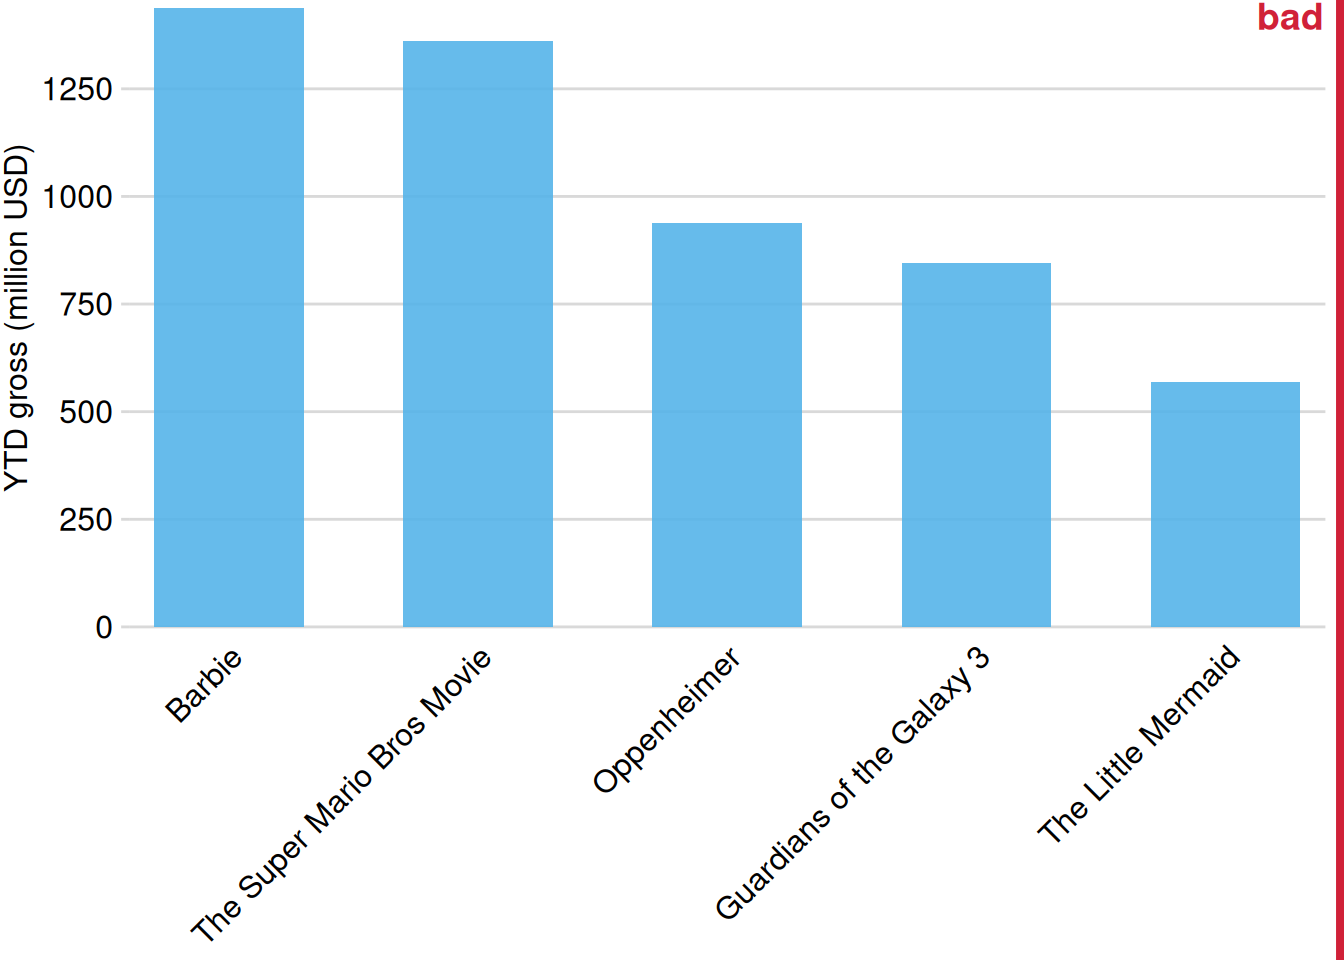 bad
YTD gross (million USD)
1250
1000
750
500
250
0
Barbie
The Super Mario Bros Movie
Oppenheimer
Guardians of the Galaxy 3
The Little Mermaid